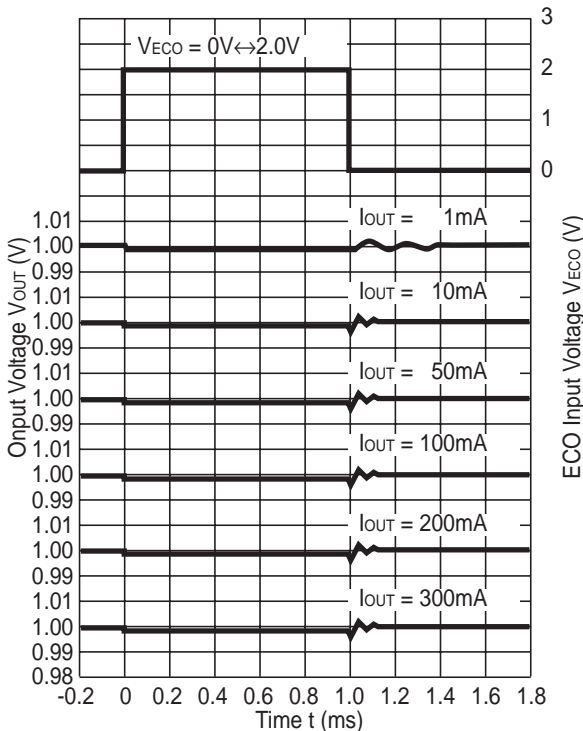 3
VECO = 0V↔2.0V
2
1
0
ECO Input Voltage VECO (V)
Onput Voltage VOUT (V)
1.01
1.00
0.99
IOUT = 1mA
1.01
1.00
0.99
IOUT = 10mA
1.01
1.00
0.99
IOUT = 50mA
1.01
1.00
0.99
IOUT = 100mA
1.01
1.00
0.99
IOUT = 200mA
1.01
1.00
0.99
0.98
IOUT = 300mA
-0.2 0 0.2 0.4 0.6 0.8 1.0 1.2 1.4 1.6 1.8
Time t (ms)